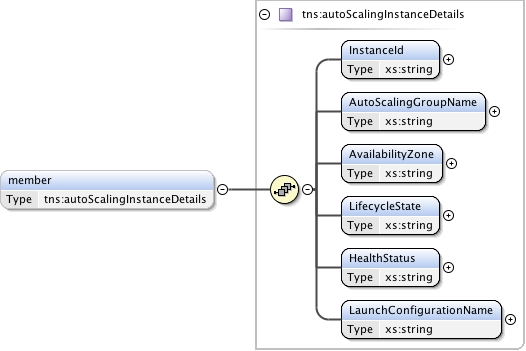 tns:autoScalingInstanceDetails
InstanceId
Type xs:string
AutoScalingGroupName
Type xs:string
AvailabilityZone
Type xs:string
member
Type tns:autoScalingInstanceDetails
LifecycleState
Type xs:string
HealthStatus
Type xs:string
LaunchConfigurationName
Type xs:string